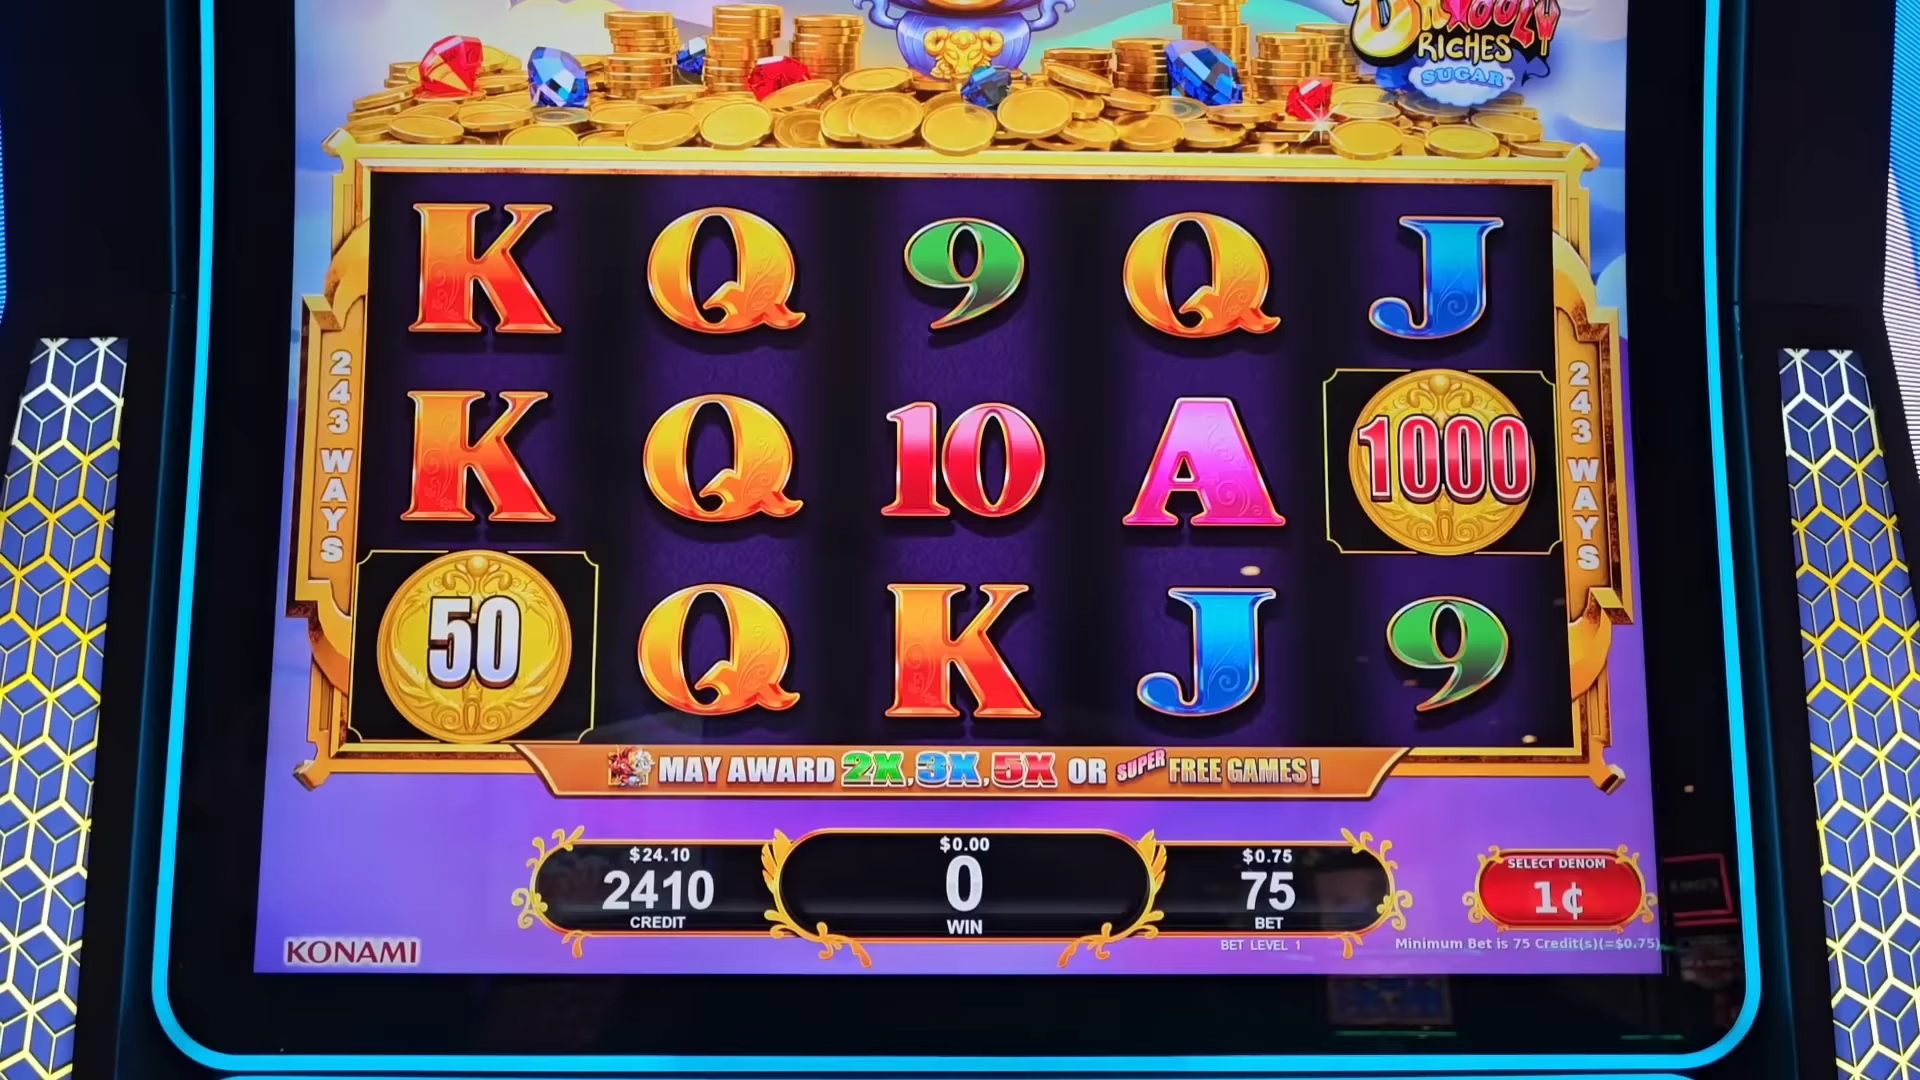 RICHES
SUGAR
K Q 9 Q J
K Q 10 A 1000
50 Q K J 9
243 WAYS
243 WAYS
MAY AWARD 2X, 3X, 5X OR SUPER FREE GAMES!
$24.10
2410
CREDIT
$0.00
0
WIN
$0.75
75
BET
BET LEVEL 1
SELECT DENOM
1¢
Minimum Bet is 75 Credit(s)(=$0.75)
KONAMI